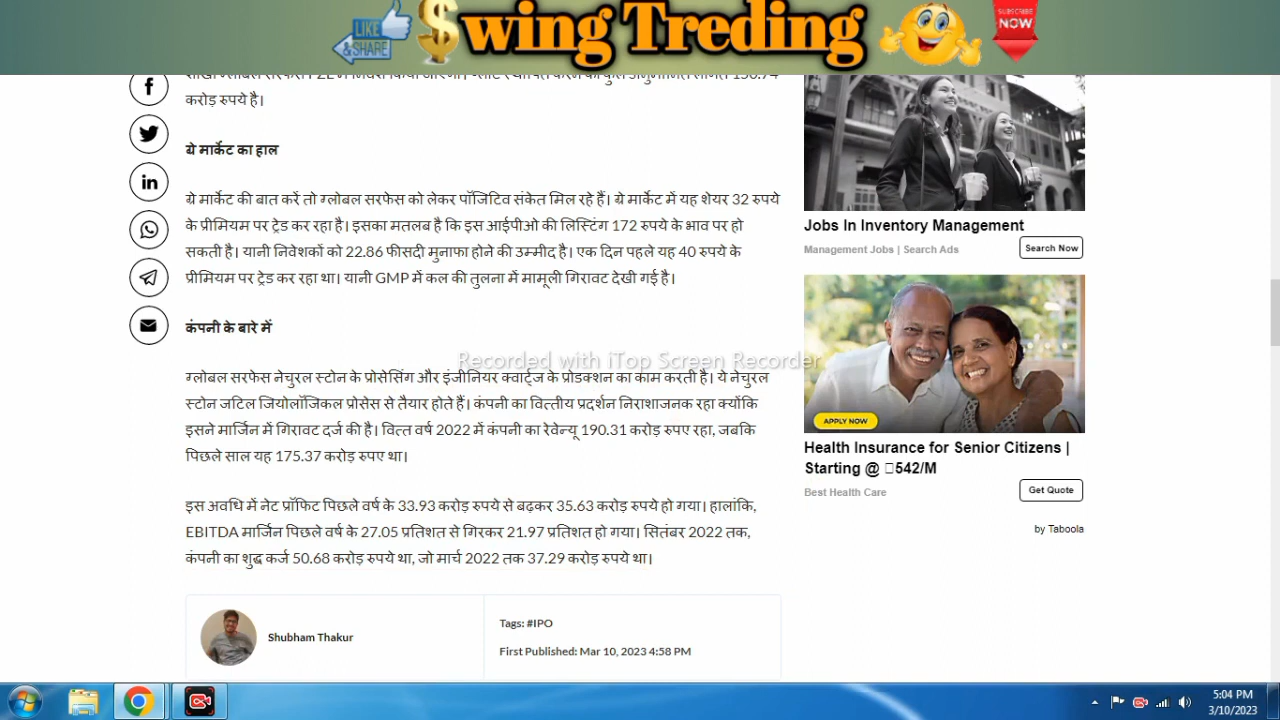 LIKE
&SHARE
$wing Treding
SUBSCRIBE
NOW
करोड़ रुपये है।
ग्रे मार्केट का हाल
ग्रे मार्केट की बात करें तो ग्लोबल सरफेस को लेकर पॉजिटिव संकेत मिल रहे हैं। ग्रे मार्केट में यह शेयर 32 रुपये
के प्रीमियम पर ट्रेड कर रहा है। इसका मतलब है कि इस आईपीओ की लिस्टिंग 172 रुपये के भाव पर हो
सकती है। यानी निवेशकों को 22.86 फीसदी मुनाफा होने की उम्मीद है। एक दिन पहले यह 40 रुपये के
प्रीमियम पर ट्रेड कर रहा था। यानी GMP में कल की तुलना में मामूली गिरावट देखी गई है।
कंपनी के बारे में
Recorded with iTop Screen Recorder
ग्लोबल सरफेस नेचुरल स्टोन के प्रोसेसिंग और इंजीनियर क्वार्ट्ज के प्रोडक्शन का काम करती है। ये नेचुरल
स्टोन जटिल जियोलॉजिकल प्रोसेस से तैयार होते हैं। कंपनी का वित्तीय प्रदर्शन निराशाजनक रहा क्योंकि
इसने मार्जिन में गिरावट दर्ज की है। वित्त वर्ष 2022 में कंपनी का रेवेन्यू 190.31 करोड़ रुपए रहा, जबकि
पिछले साल यह 175.37 करोड़ रुपए था।
इस अवधि में नेट प्रॉफिट पिछले वर्ष के 33.93 करोड़ रुपये से बढ़कर 35.63 करोड़ रुपये हो गया। हालांकि,
EBITDA मार्जिन पिछले वर्ष के 27.05 प्रतिशत से गिरकर 21.97 प्रतिशत हो गया। सितंबर 2022 तक,
कंपनी का शुद्ध कर्ज 50.68 करोड़ रुपये था, जो मार्च 2022 तक 37.29 करोड़ रुपये था।
Shubham Thakur
Tags: #IPO
First Published: Mar 10, 2023 4:58 PM
Jobs In Inventory Management
Management Jobs | Search Ads
Search Now
APPLY NOW
Health Insurance for Senior Citizens |
Starting @ 542/M
Best Health Care
Get Quote
by Taboola
5:04 PM
3/10/2023